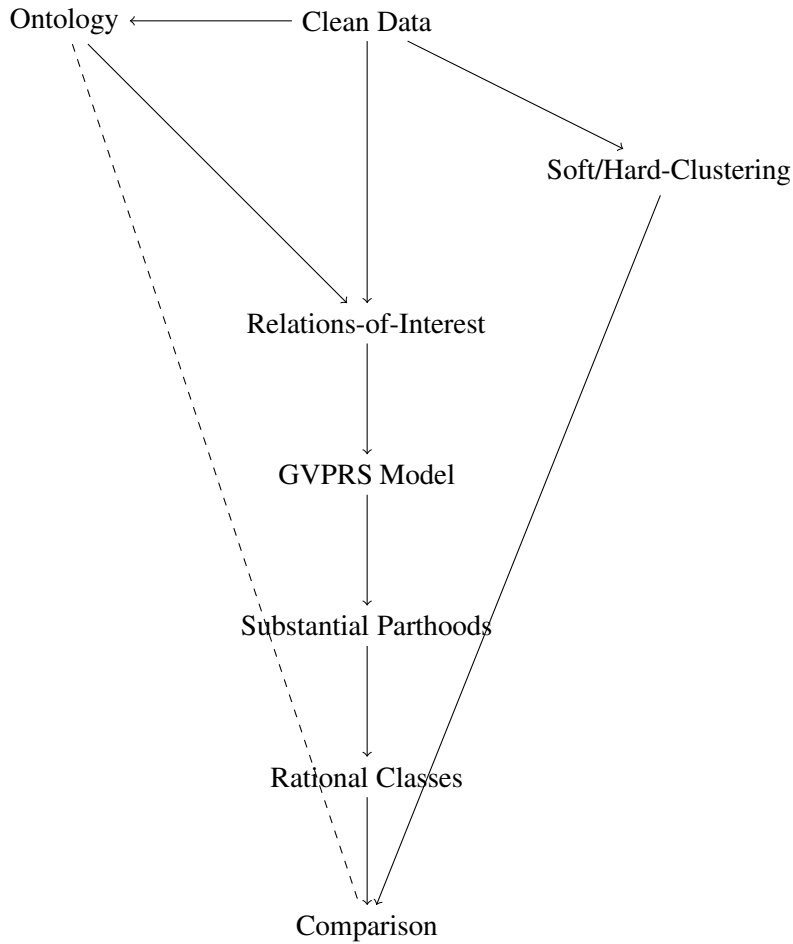 Ontology
Clean Data
Soft/Hard-Clustering
Relations-of-Interest
GVPRS Model
Substantial Parthoods
Rational Classes
Comparison